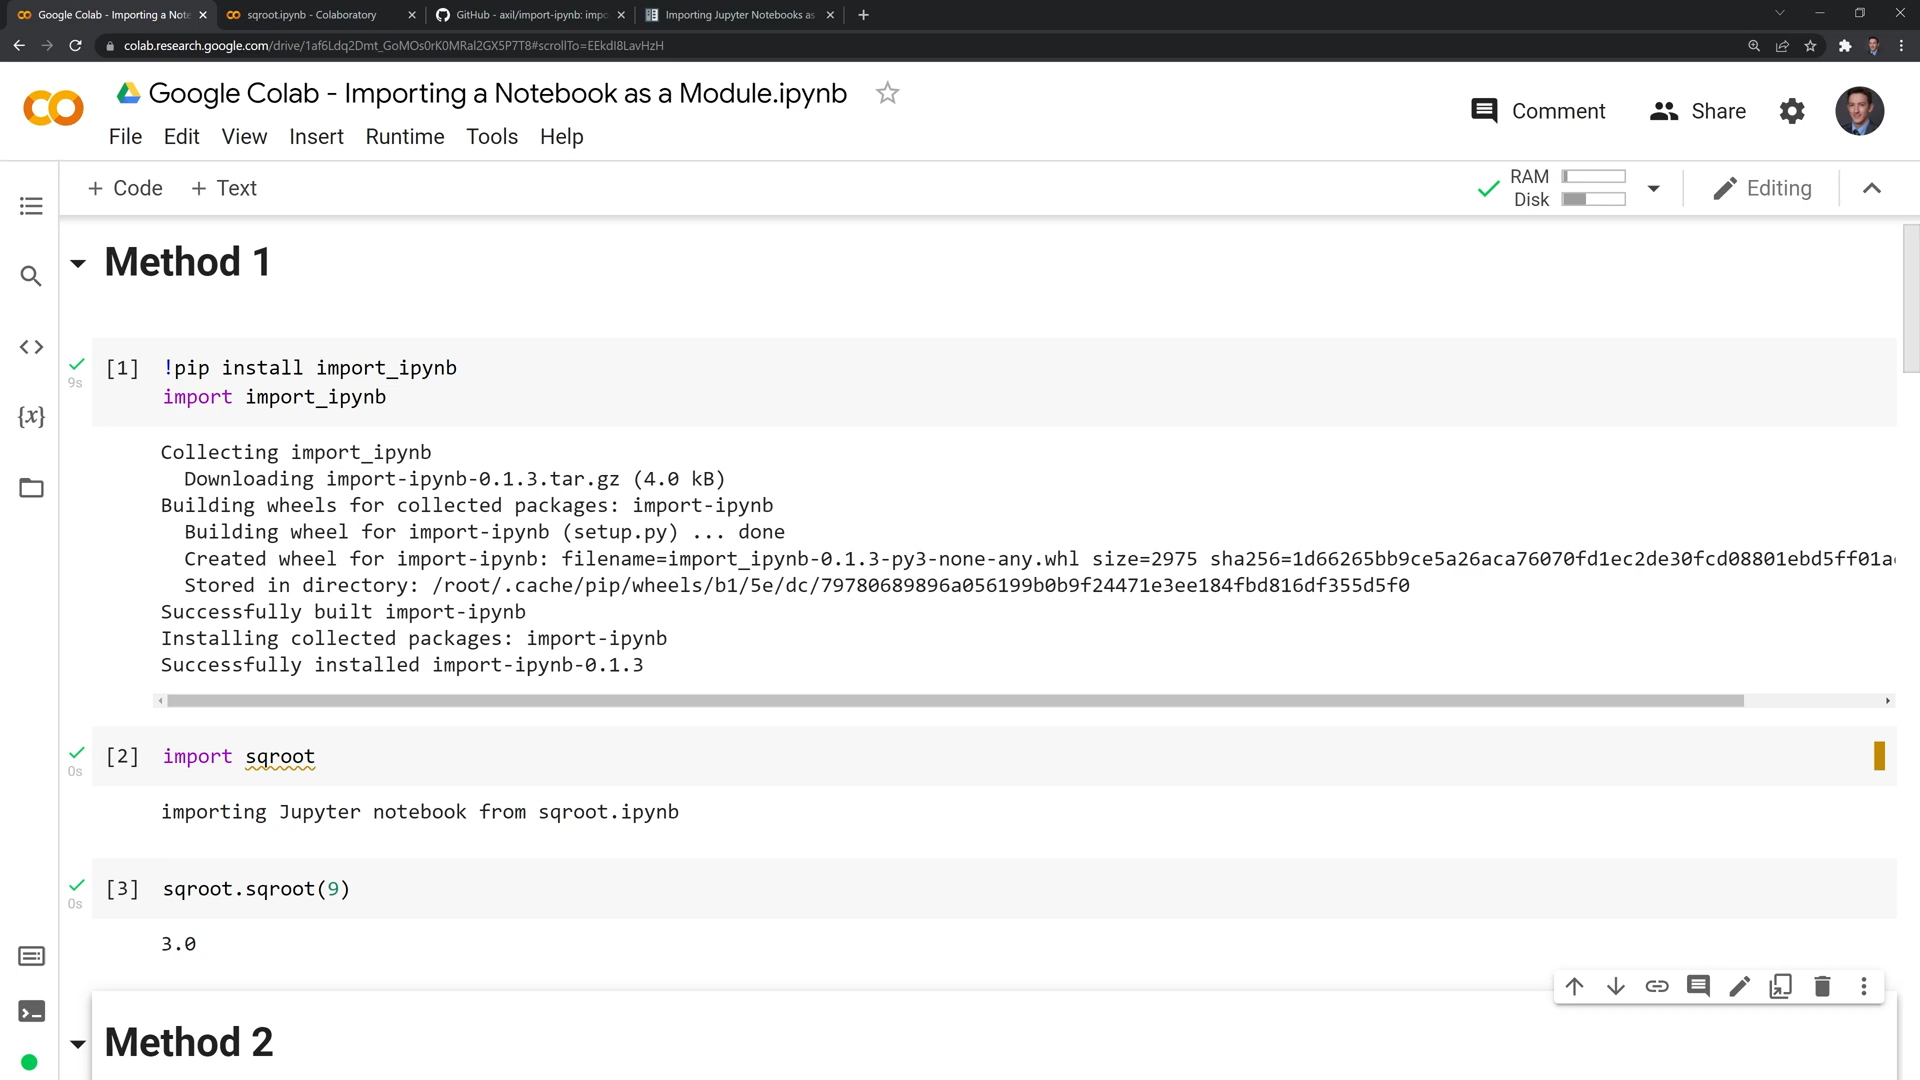 Google Colab - Importing a Note
sqroot.ipynb - Colaboratory
GitHub - axil/import-ipynb: impo
Importing Jupyter Notebooks as
colab.research.google.com/drive/1af6Ldq2Dmt_GoMOs0rK0MRal2GX5P7T8#scrollTo=EEkdI8LavHzH
Google Colab - Importing a Notebook as a Module.ipynb
Comment
Share
File Edit View Insert Runtime Tools Help
+ Code + Text
RAM
Disk
Editing
Method 1
[1] !pip install import_ipynb
import import_ipynb
9s
Collecting import_ipynb
Downloading import-ipynb-0.1.3.tar.gz (4.0 kB)
Building wheels for collected packages: import-ipynb
Building wheel for import-ipynb (setup.py) ... done
Created wheel for import-ipynb: filename=import_ipynb-0.1.3-py3-none-any.whl size=2975 sha256=1d66265bb9ce5a26aca76070fd1ec2de30fcd08801ebd5ff01a
Stored in directory: /root/.cache/pip/wheels/b1/5e/dc/79780689896a056199b0b9f24471e3ee184fbd816df355d5f0
Successfully built import-ipynb
Installing collected packages: import-ipynb
Successfully installed import-ipynb-0.1.3
[2] import sqroot
0s
importing Jupyter notebook from sqroot.ipynb
[3] sqroot.sqroot(9)
0s
3.0
Method 2